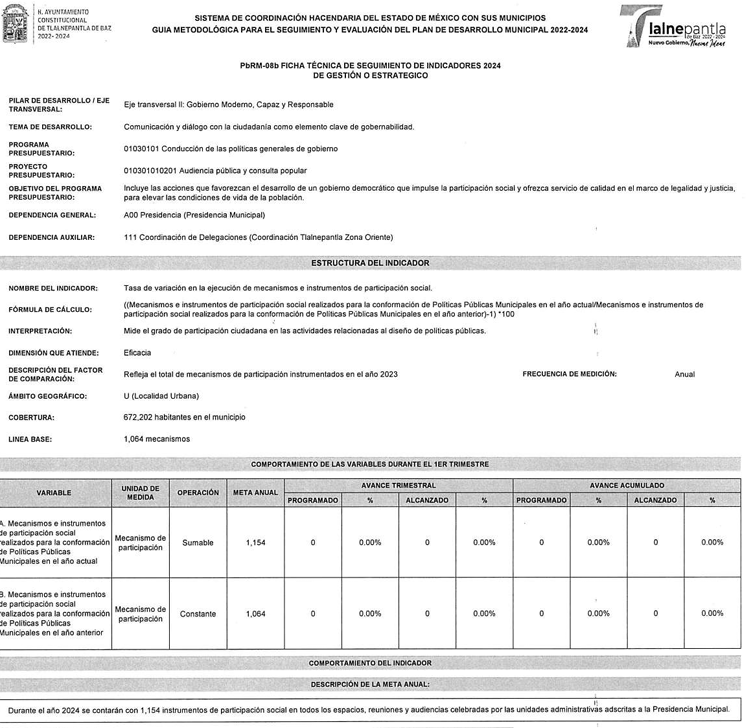 H. AYUNTAMIENTO
CONSTITUCIONAL
DE TLALNEPANTLA DE BAZ
2022-2024
SISTEMA DE COORDINACIÓN HACENDARIA DEL ESTADO DE MÉXICO CON SUS MUNICIPIOS
GUIA METODOLÓGICA PARA EL SEGUIMIENTO Y EVALUACIÓN DEL PLAN DE DESARROLLO MUNICIPAL 2022-2024
Tlalnepantla
de Baz 2022 - 2024
Nuevo Gobierno, Nuevas Ideas
PbRM-08b FICHA TÉCNICA DE SEGUIMIENTO DE INDICADORES 2024
DE GESTIÓN O ESTRATEGICO
PILAR DE DESARROLLO / EJE TRANSVERSAL: Eje transversal II: Gobierno Moderno, Capaz y Responsable
TEMA DE DESARROLLO: Comunicación y diálogo con la ciudadanía como elemento clave de gobernabilidad.
PROGRAMA PRESUPUESTARIO: 01030101 Conducción de las políticas generales de gobierno
PROYECTO PRESUPUESTARIO: 010301010201 Audiencia pública y consulta popular
OBJETIVO DEL PROGRAMA PRESUPUESTARIO: Incluye las acciones que favorezcan el desarrollo de un gobierno democrático que impulse la participación social y ofrezca servicio de calidad en el marco de legalidad y justicia,
para elevar las condiciones de vida de la población.
DEPENDENCIA GENERAL: A00 Presidencia (Presidencia Municipal)
DEPENDENCIA AUXILIAR: 111 Coordinación de Delegaciones (Coordinación Tlalnepantla Zona Oriente)
ESTRUCTURA DEL INDICADOR
NOMBRE DEL INDICADOR: Tasa de variación en la ejecución de mecanismos e instrumentos de participación social.
FÓRMULA DE CÁLCULO: ((Mecanismos e instrumentos de participación social realizados para la conformación de Políticas Públicas Municipales en el año actual/Mecanismos e instrumentos de
participación social realizados para la conformación de Políticas Públicas Municipales en el año anterior)-1) *100
INTERPRETACIÓN: Mide el grado de participación ciudadana en las actividades relacionadas al diseño de políticas públicas.
DIMENSIÓN QUE ATIENDE: Eficacia
DESCRIPCIÓN DEL FACTOR DE COMPARACIÓN: Refleja el total de mecanismos de participación instrumentados en el año 2023 FRECUENCIA DE MEDICIÓN: Anual
ÁMBITO GEOGRÁFICO: U (Localidad Urbana)
COBERTURA: 672,202 habitantes en el municipio
LINEA BASE: 1,064 mecanismos
COMPORTAMIENTO DE LAS VARIABLES DURANTE EL 1ER TRIMESTRE
VARIABLE UNIDAD DE MEDIDA OPERACIÓN META ANUAL AVANCE TRIMESTRAL AVANCE ACUMULADO
PROGRAMADO % ALCANZADO % PROGRAMADO % ALCANZADO %
A. Mecanismos e instrumentos
de participación social
realizados para la conformación
de Políticas Públicas
Municipales en el año actual
Mecanismo de participación Sumable 1,154 0 0.00% 0 0.00% 0 0.00% 0 0.00%
B. Mecanismos e instrumentos
de participación social
realizados para la conformación
de Políticas Públicas
Municipales en el año anterior
Mecanismo de participación Constante 1,064 0 0.00% 0 0.00% 0 0.00% 0 0.00%
COMPORTAMIENTO DEL INDICADOR
DESCRIPCIÓN DE LA META ANUAL:
Durante el año 2024 se contarán con 1,154 instrumentos de participación social en todos los espacios, reuniones y audiencias celebradas por las unidades administrativas adscritas a la Presidencia Municipal.